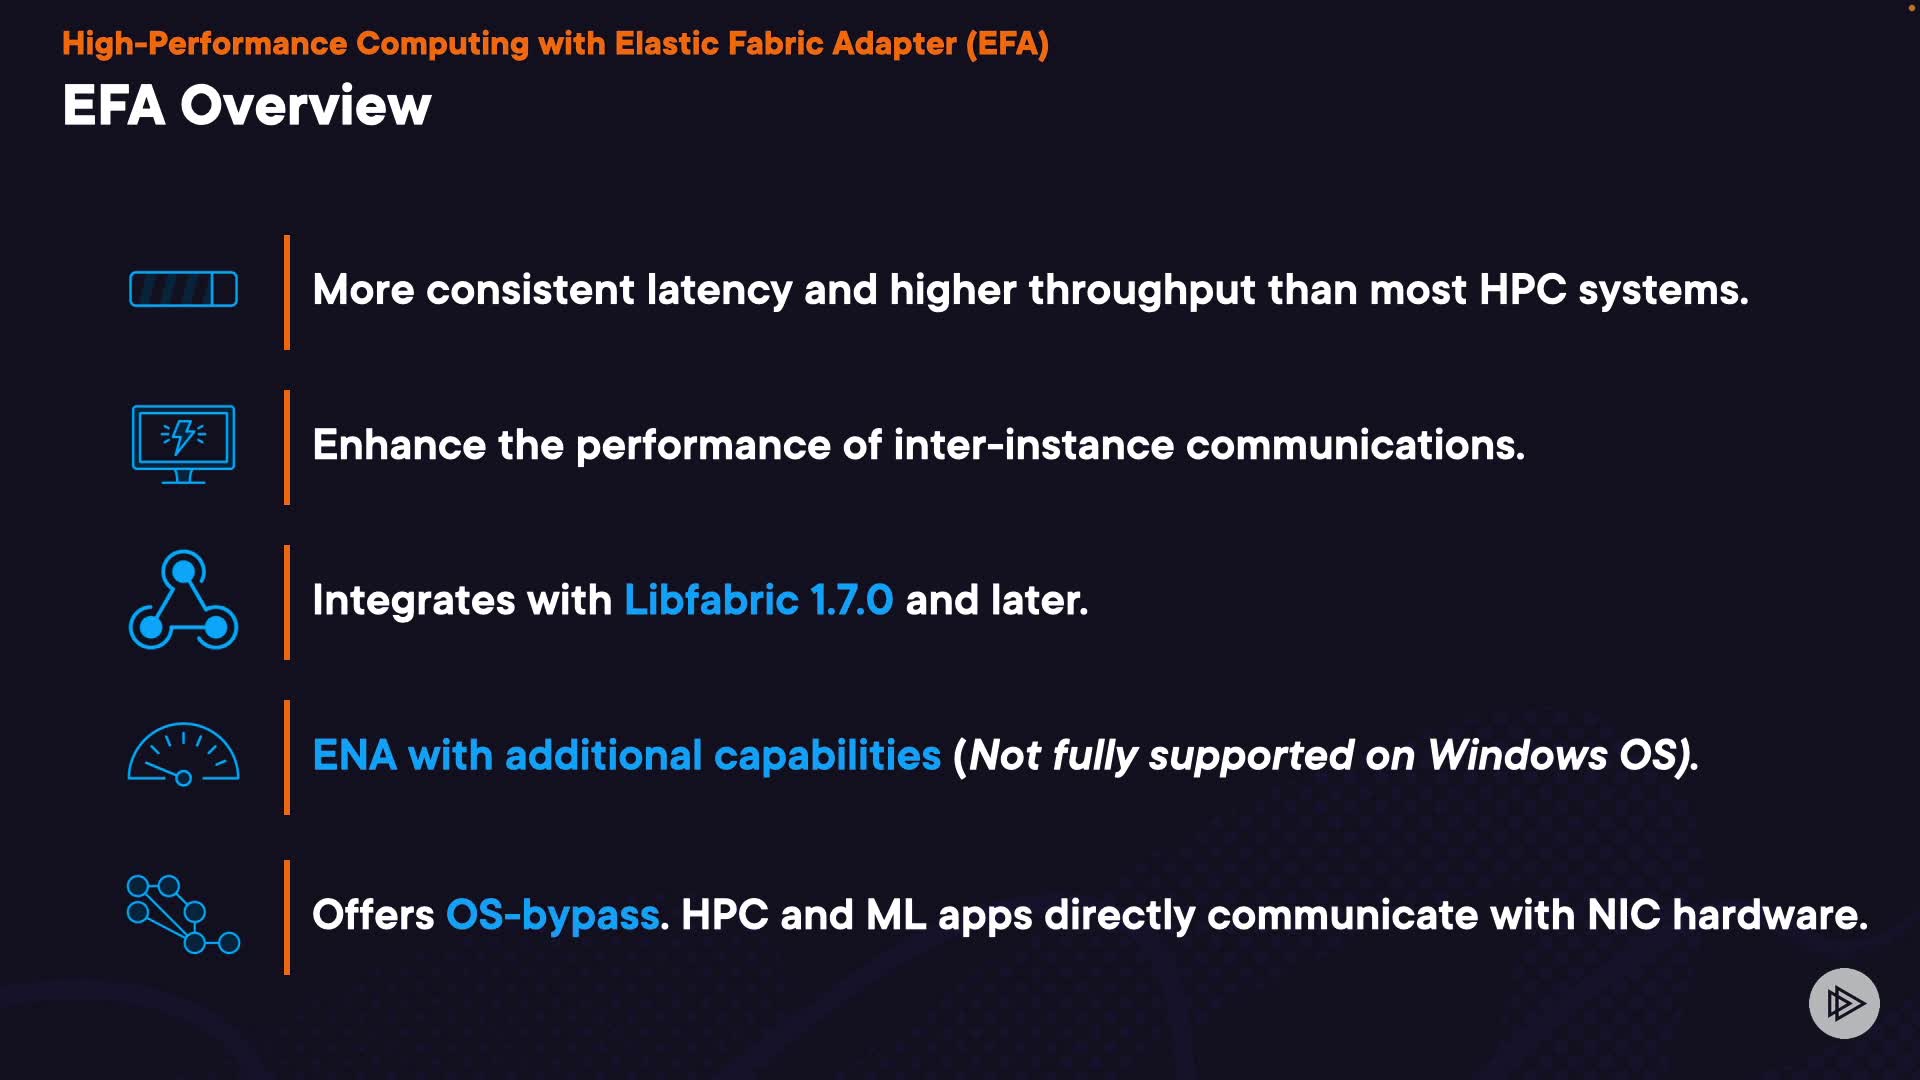 High-Performance Computing with Elastic Fabric Adapter (EFA)
EFA Overview
More consistent latency and higher throughput than most HPC systems.
Enhance the performance of inter-instance communications.
Integrates with Libfabric 1.7.0 and later.
ENA with additional capabilities (Not fully supported on Windows OS).
Offers OS-bypass. HPC and ML apps directly communicate with NIC hardware.